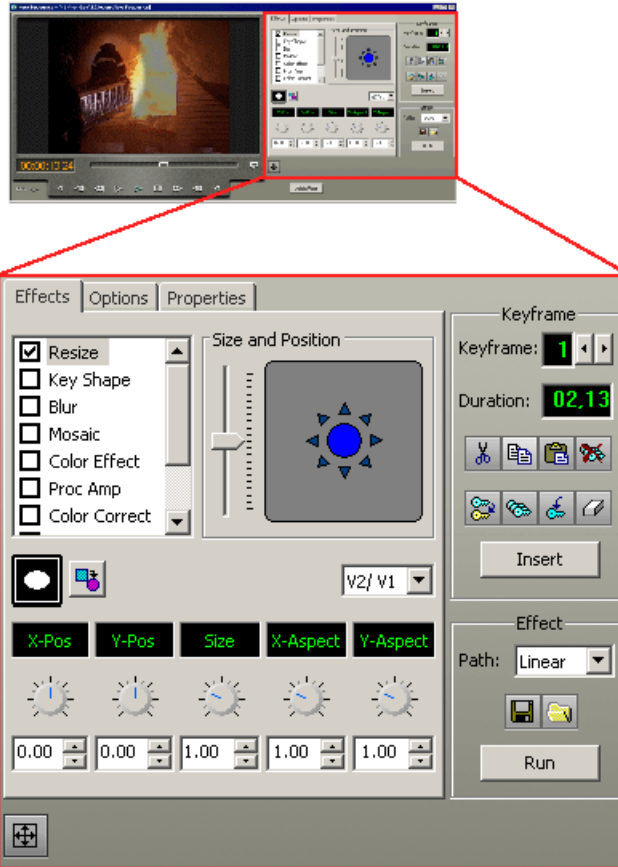 00:00:13:24
Effects Options Properties
Resize
Key Shape
Blur
Mosaic
Color Effect
Proc Amp
Color Correct
Size and Position
V2/ V1
X-Pos Y-Pos Size X-Aspect Y-Aspect
0.00 0.00 1.00 1.00 1.00
Keyframe
Keyframe: 1
Duration: 02,13
Insert
Effect
Path: Linear
Run